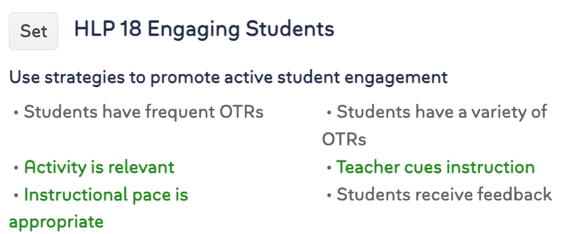 Set HLP 18 Engaging Students
Use strategies to promote active student engagement
• Students have frequent OTRs
• Students have a variety of
OTRs
• Activity is relevant
• Teacher cues instruction
• Instructional pace is
appropriate
• Students receive feedback